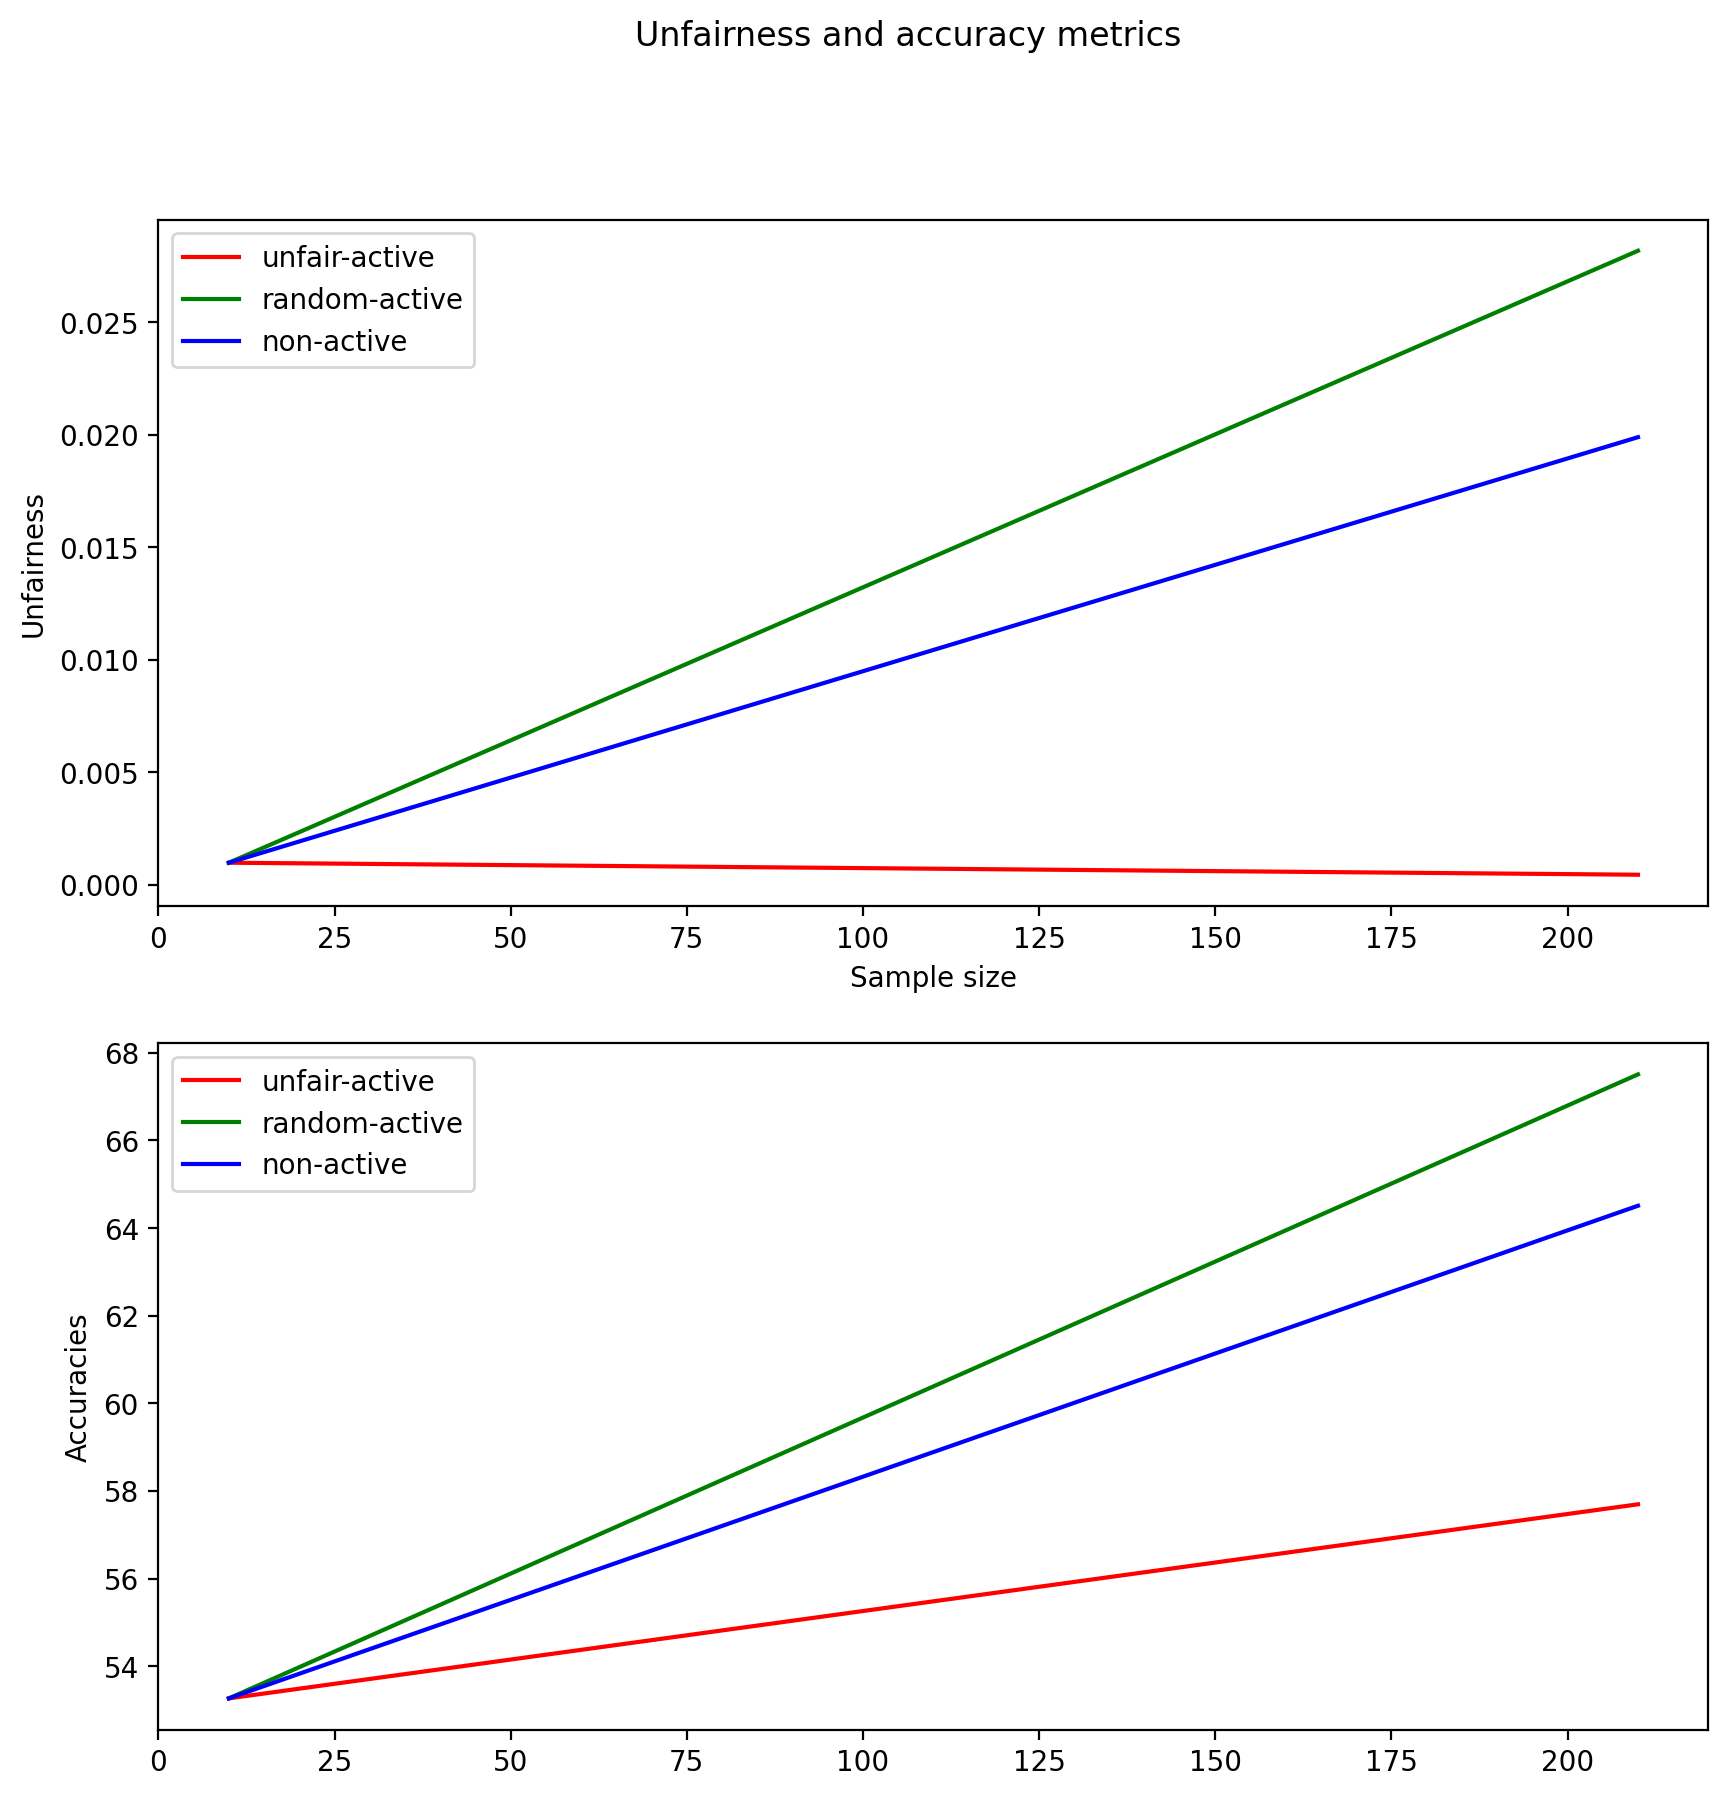 Unfairness and accuracy metrics
unfair-active
random-active
non-active
0.025
0.020
0.015
0.010
0.005
0.000
Unfairness
0 25 50 75 100 125 150 175 200
Sample size
68
66
64
62
60
58
56
54
unfair-active
random-active
non-active
Accuracies
0 25 50 75 100 125 150 175 200